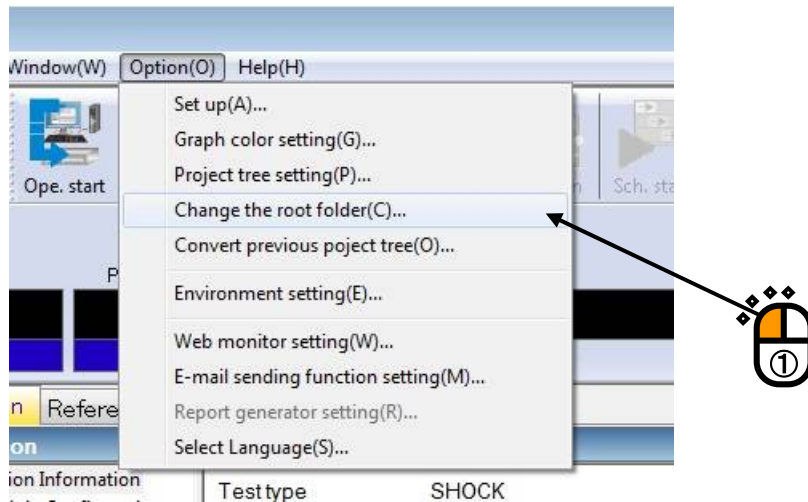 Window(W) Option(O) Help(H)
Set up(A)...
Graph color setting(G)...
Ope. start
Project tree setting(P)...
Sch. sta
Change the root folder(C)...
Convert previous poject tree(O)...
P
Environment setting(E)...
Web monitor setting(W)...
E-mail sending function setting(M)...
n Refere
Report generator setting(R)...
on
Select Language(S)...
ion Information
Test type SHOCK
①